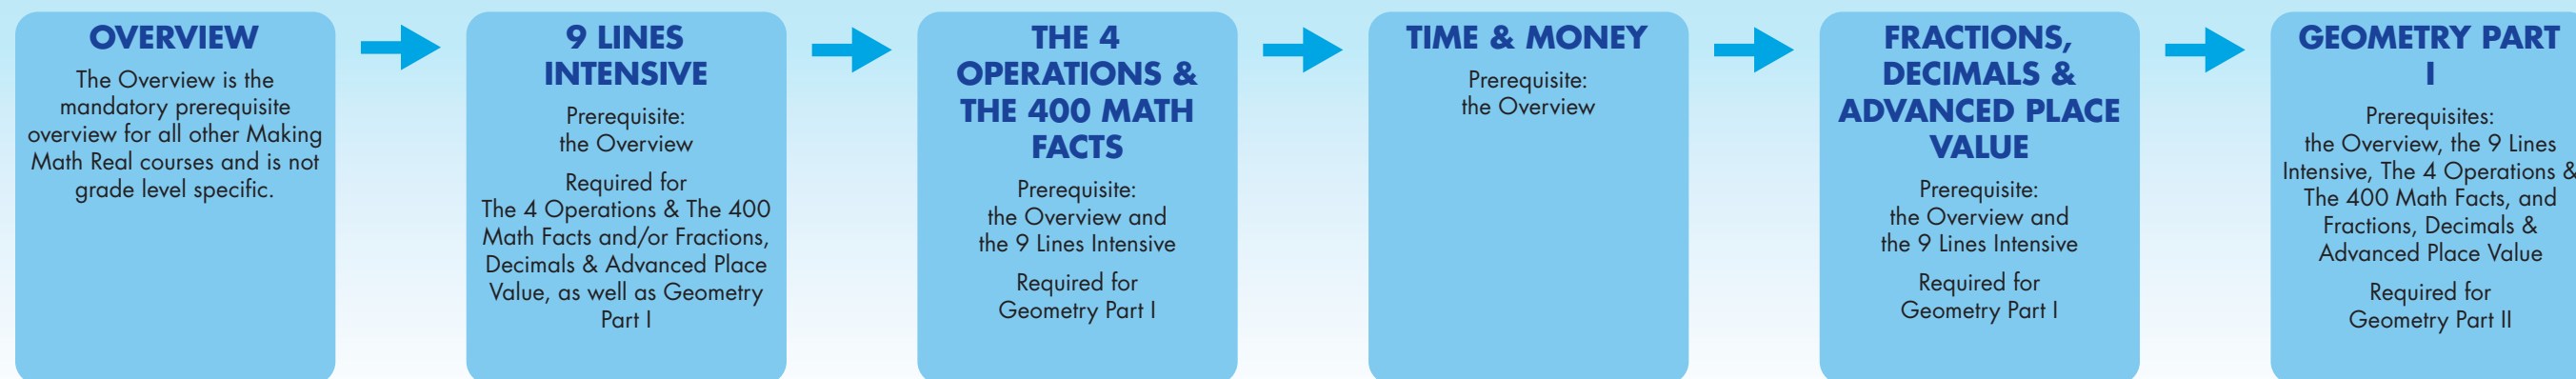 OVERVIEW
The Overview is the
mandatory prerequisite
overview for all other Making
Math Real courses and is not
grade level specific.
9 LINES
INTENSIVE
Prerequisite:
the Overview
Required for
The 4 Operations & The 400
Math Facts and/or Fractions,
Decimals & Advanced Place
Value, as well as Geometry
Part I
THE 4
OPERATIONS &
THE 400 MATH
FACTS
Prerequisite:
the Overview and
the 9 Lines Intensive
Required for
Geometry Part I
TIME & MONEY
Prerequisite:
the Overview
FRACTIONS,
DECIMALS &
ADVANCED PLACE
VALUE
Prerequisite:
the Overview and
the 9 Lines Intensive
Required for
Geometry Part I
GEOMETRY PART
I
Prerequisites:
the Overview, the 9 Lines
Intensive, The 4 Operations &
The 400 Math Facts, and
Fractions, Decimals &
Advanced Place Value
Required for
Geometry Part II